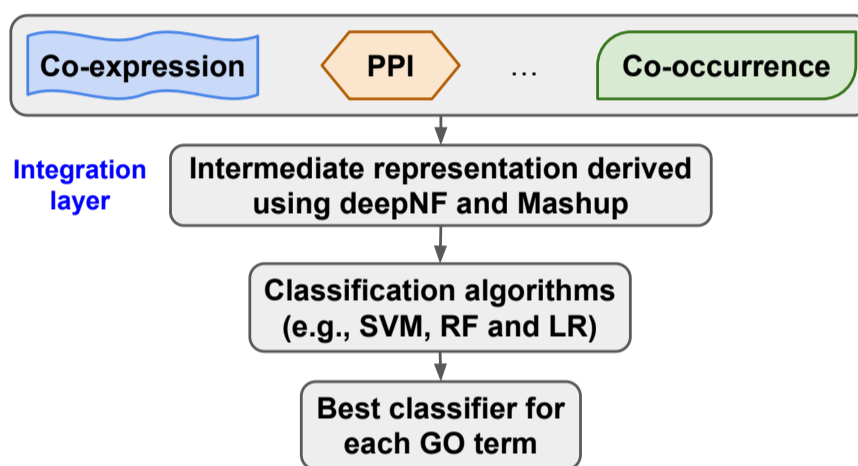 Co-expression PPI ... Co-occurrence
Integration
layer
Intermediate representation derived
using deepNF and Mashup
Classification algorithms
(e.g., SVM, RF and LR)
Best classifier for
each GO term